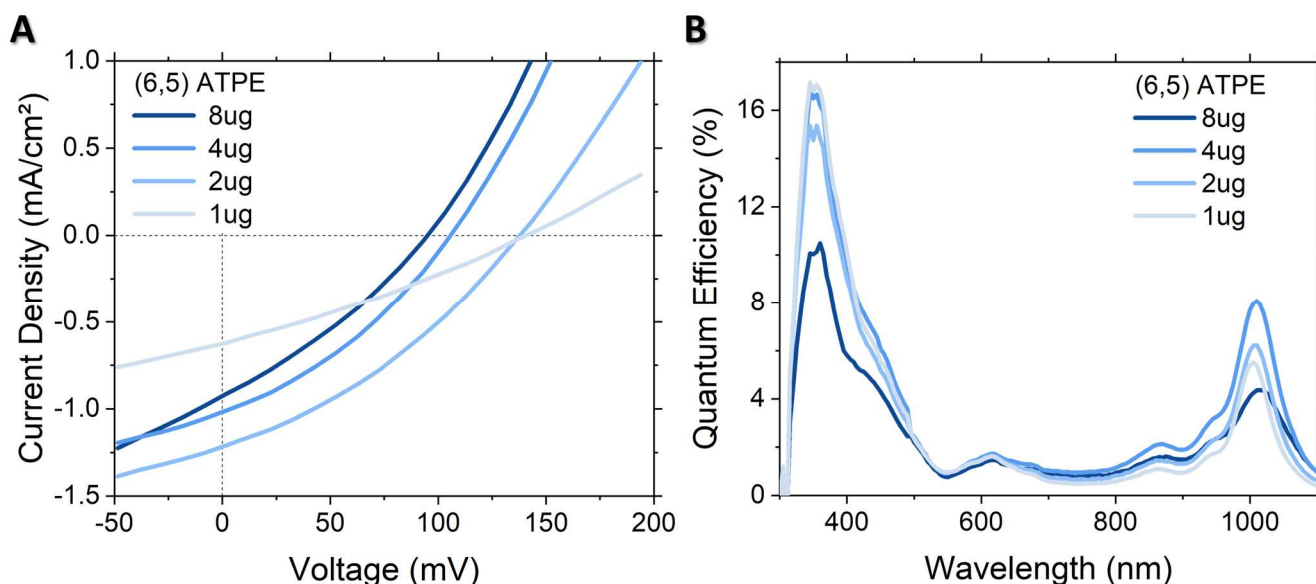 A
1.0
0.5
0.0
-0.5
-1.0
-1.5
Current Density (mA/cm²)
(6,5) ATPE
8ug
4ug
2ug
1ug
-50 0 50 100 150 200
Voltage (mV)
B
16
12
8
4
0
Quantum Efficiency (%)
(6,5) ATPE
8ug
4ug
2ug
1ug
400 600 800 1000
Wavelength (nm)